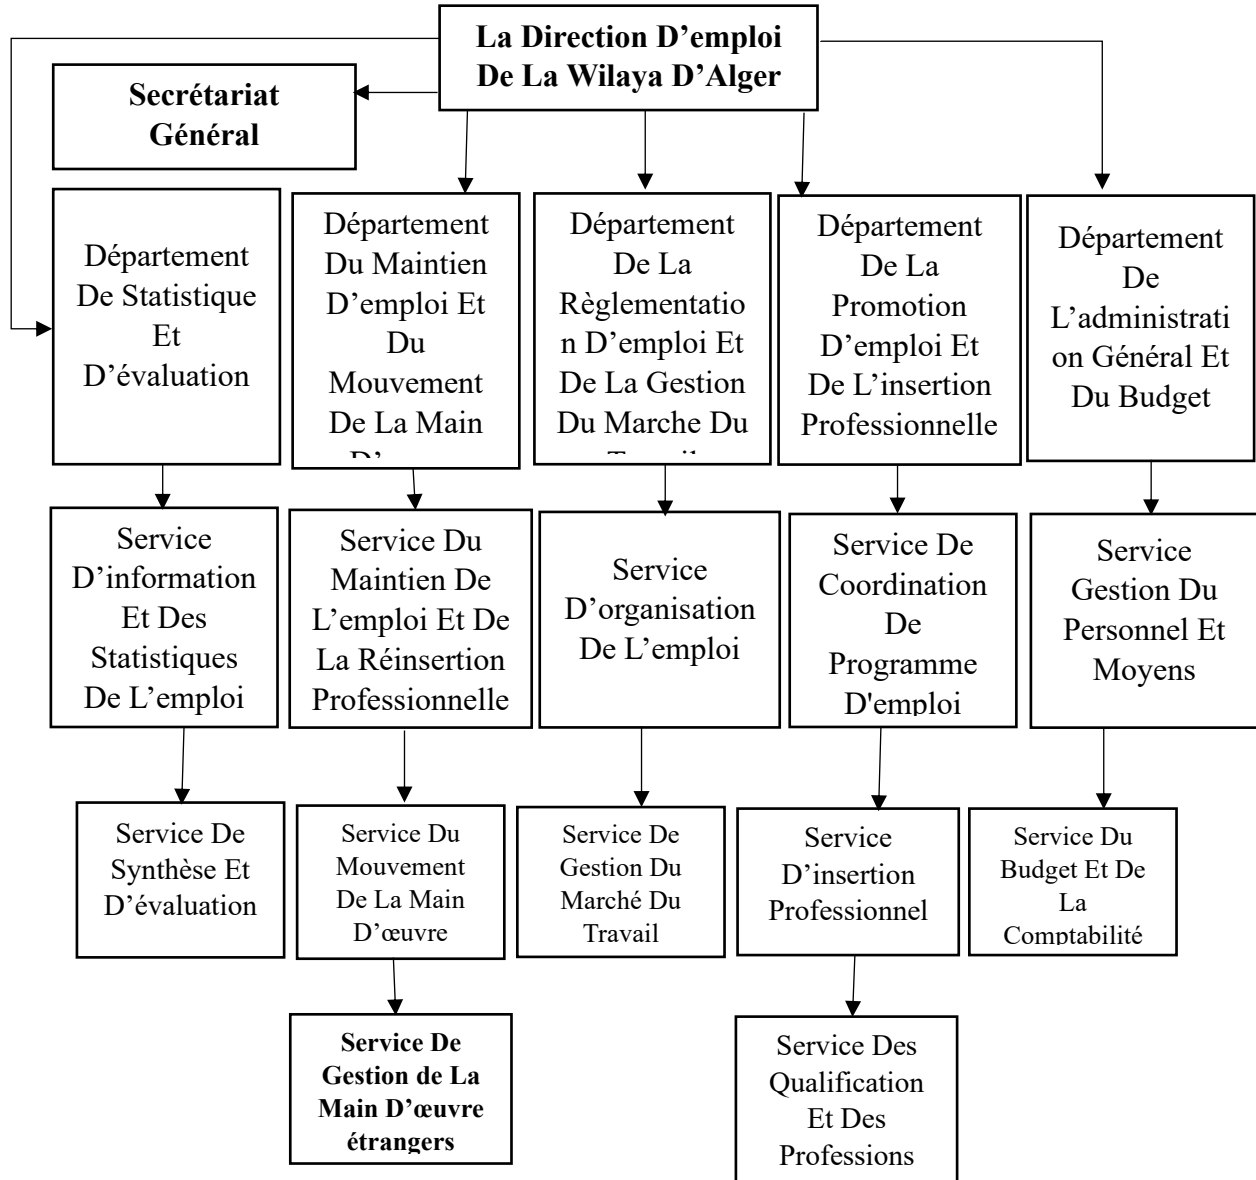 La Direction D’emploi
De La Wilaya D’Alger
Secrétariat
Général
Département
De Statistique
Et
D’évaluation
Département
Du Maintien
D’emploi Et
Du
Mouvement
De La Main
Département
De La
Règlementatio
n D’emploi Et
De La Gestion
Du Marche Du
Département
De La
Promotion
D’emploi Et
De L’insertion
Professionnelle
Département
De
L’administrati
on Général Et
Du Budget
Service
D’information
Et Des
Statistiques
De L’emploi
Service Du
Maintien De
L’emploi Et De
La Réinsertion
Professionnelle
Service
D’organisation
De L’emploi
Service De
Coordination
De
Programme
D'emploi
Service
Gestion Du
Personnel Et
Moyens
Service De
Synthèse Et
D’évaluation
Service Du
Mouvement
De La Main
D’œuvre
Service De
Gestion Du
Marché Du
Travail
Service
D’insertion
Professionnel
Service Du
Budget Et De
La
Comptabilité
Service De
Gestion de La
Main D’œuvre
étrangers
Service Des
Qualification
Et Des
Professions